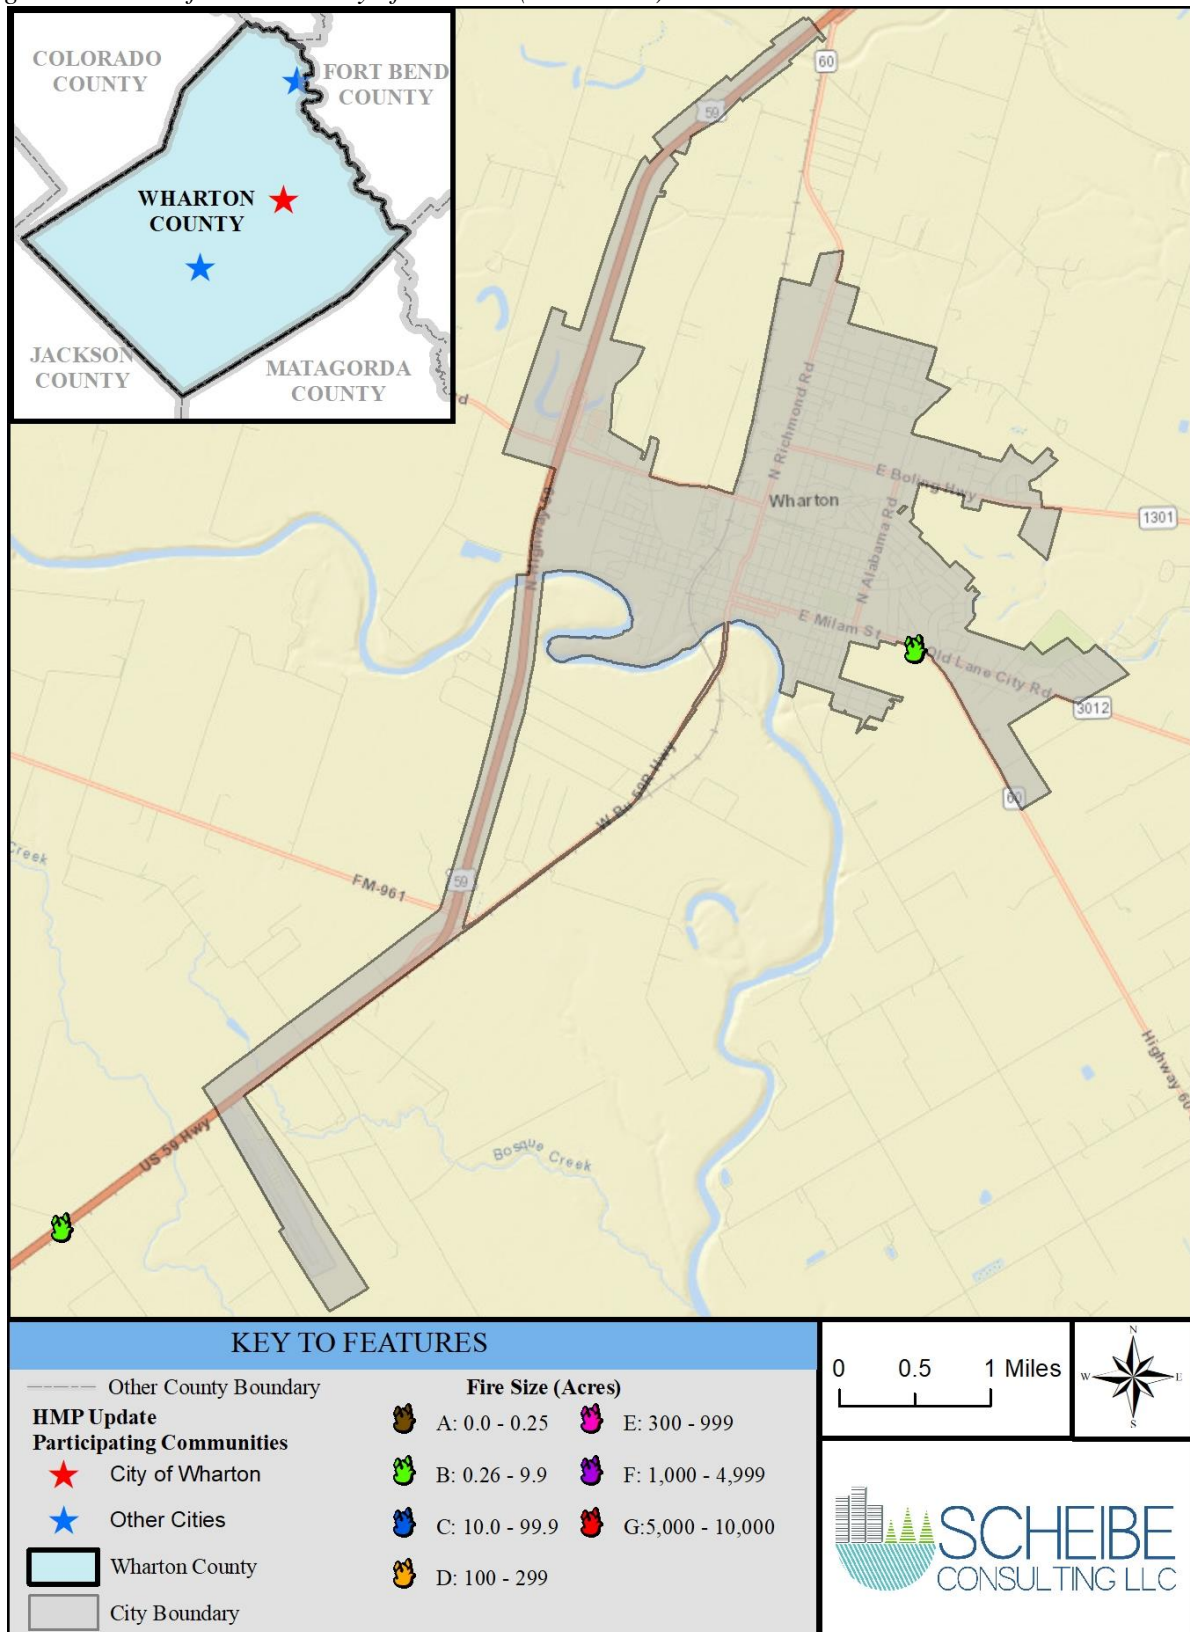 COLORADO
COUNTY
FORT BEND
COUNTY
WHARTON
COUNTY
JACKSON
COUNTY
MATAGORDA
COUNTY
60
59
rd
N Richmond Rd
E Boling Hwy
Wharton
1301
N Highway 59
N Alabama Rd
E Milam St
Old Lane City Rd
3012
60
W Bu 59R Hwy
Creek
FM-961
59
Highway 60
US 59 Hwy
Bosque Creek
KEY TO FEATURES
Other County Boundary
HMP Update
Participating Communities
City of Wharton
Other Cities
Wharton County
City Boundary
Fire Size (Acres)
A: 0.0 - 0.25
B: 0.26 - 9.9
C: 10.0 - 99.9
D: 100 - 299
E: 300 - 999
F: 1,000 - 4,999
G:5,000 - 10,000
0 0.5 1 Miles
N
W E
S
SCHEIBE
CONSULTING LLC